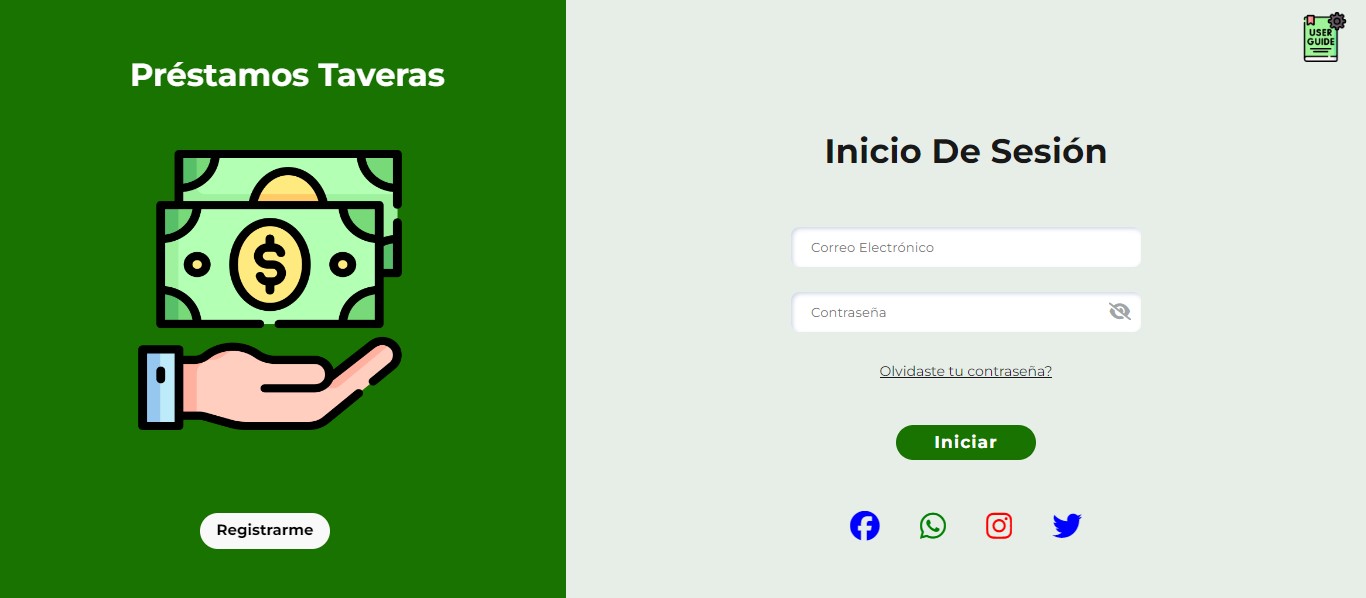 Préstamos Taveras
$
Registrarme
USER
GUIDE
Inicio De Sesión
Correo Electrónico
Contraseña
Olvidaste tu contraseña?
Iniciar